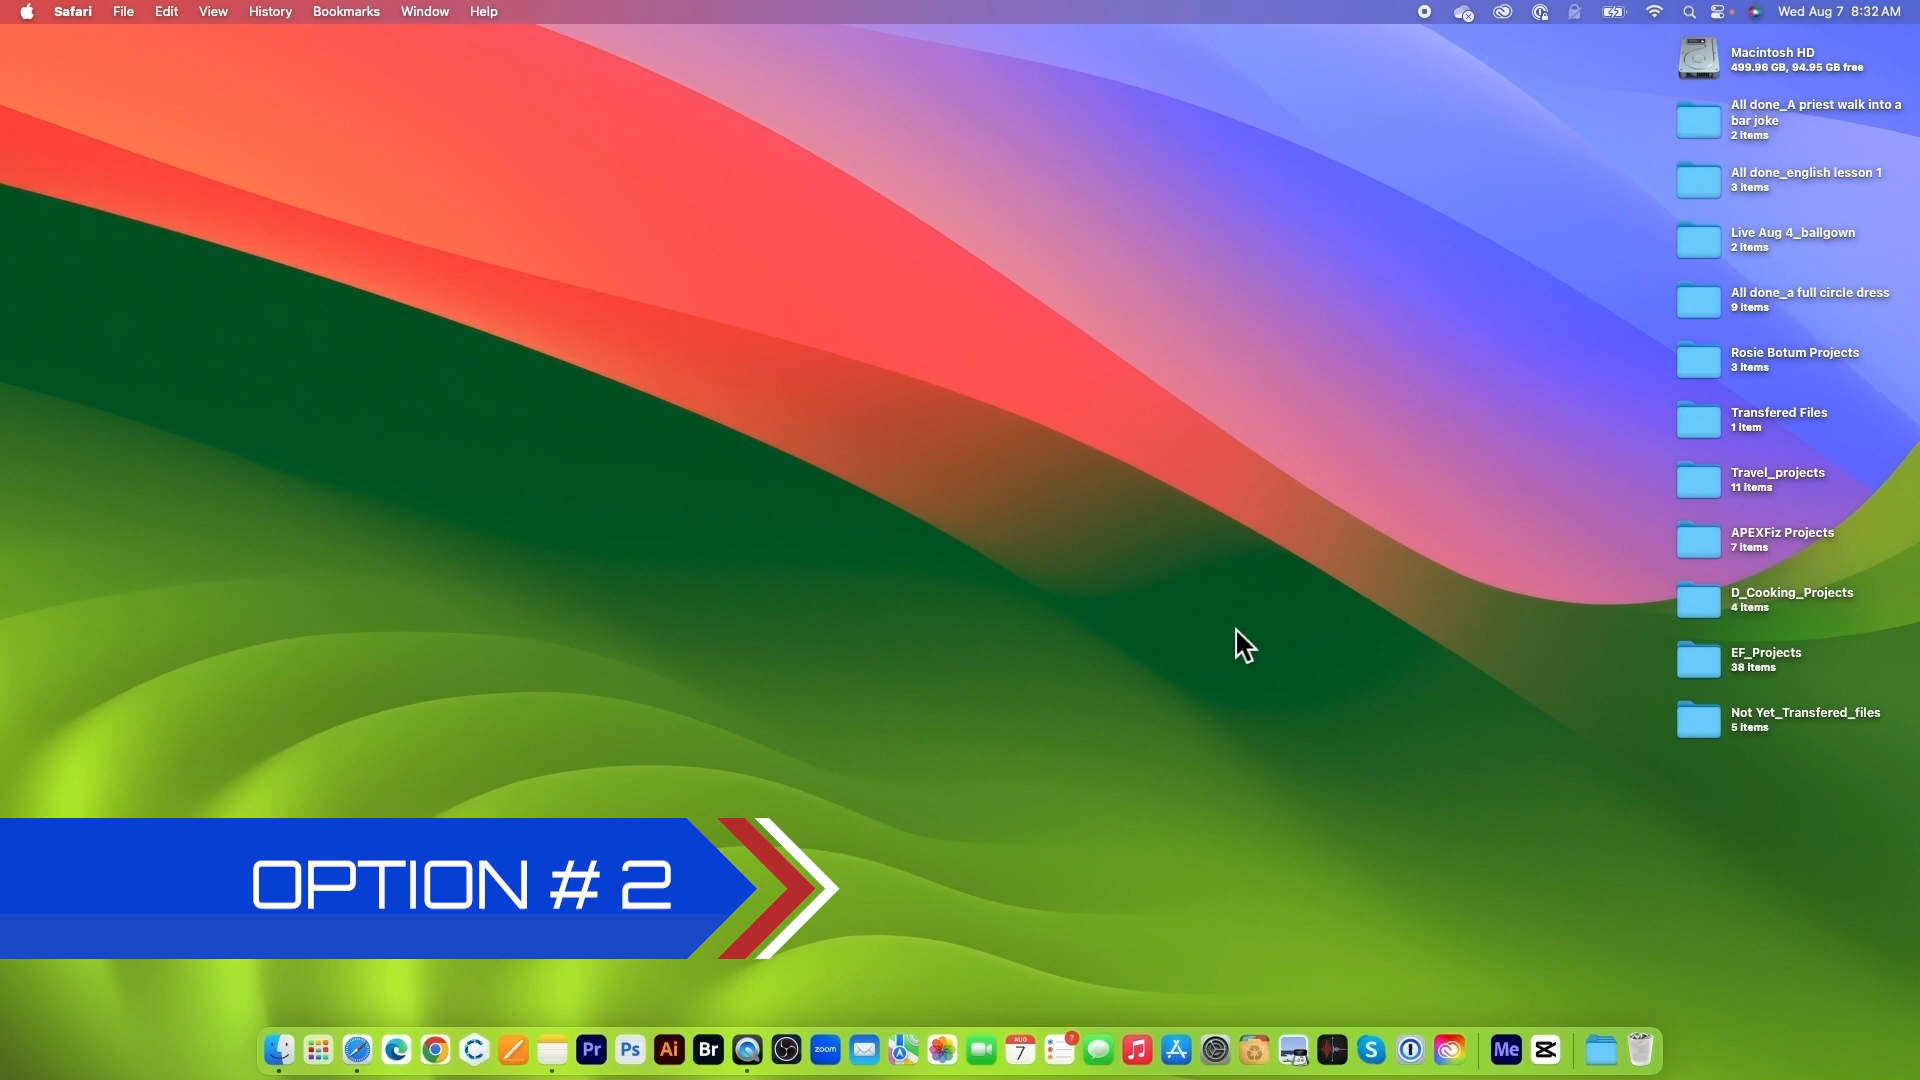 Safari File Edit View History Bookmarks Window Help
Wed Aug 7 8:32 AM
Macintosh HD
499.96 GB, 94.95 GB free
All done_A priest walk into a
bar joke
2 items
All done_english lesson 1
3 items
Live Aug 4_ballgown
2 items
All done_a full circle dress
9 items
Rosie Botum Projects
3 items
Transfered Files
1 item
Travel_projects
11 items
APEXFiz Projects
7 items
D_Cooking_Projects
4 items
EF_Projects
38 items
Not Yet_Transfered_files
5 items
OPTION # 2
Pr Ps Ai Br zoom AUG 7 7 S Me